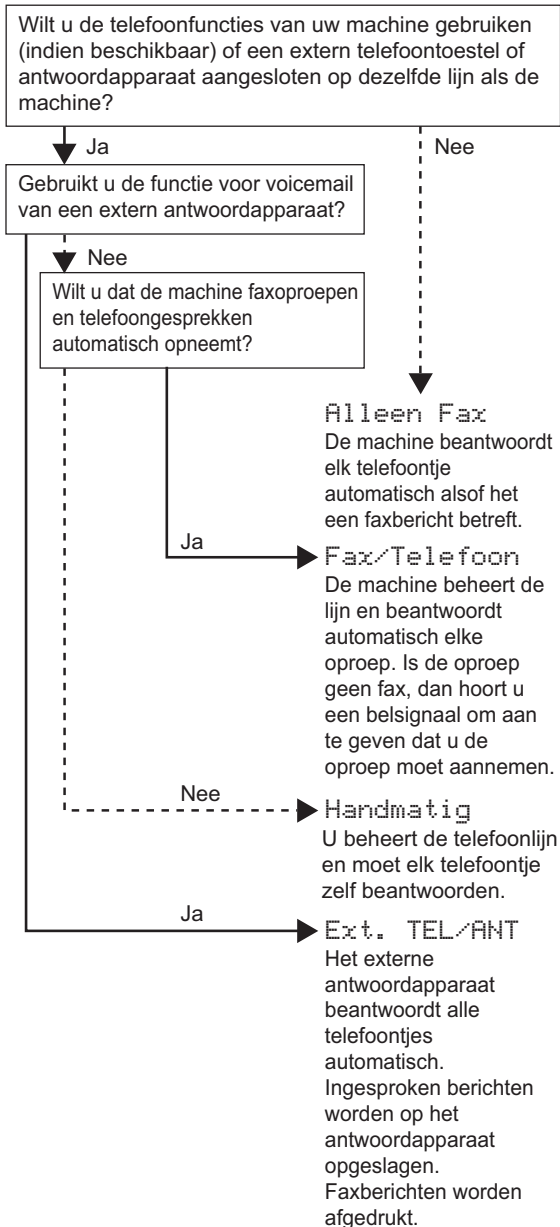 Wilt u de telefoonfuncties van uw machine gebruiken
(indien beschikbaar) of een extern telefoontoestel of
antwoordapparaat aangesloten op dezelfde lijn als de
machine?
Ja
Nee
Gebruikt u de functie voor voicemail
van een extern antwoordapparaat?
Nee
Wilt u dat de machine faxoproepen
en telefoongesprekken
automatisch opneemt?
Alleen Fax
De machine beantwoordt
elk telefoontje
automatisch alsof het
een faxbericht betreft.
Ja
Fax/Telefoon
De machine beheert de
lijn en beantwoordt
automatisch elke
oproep. Is de oproep
geen fax, dan hoort u
een belsignaal om aan
te geven dat u de
oproep moet aannemen.
Nee
Handmatig
U beheert de telefoonlijn
en moet elk telefoontje
zelf beantwoorden.
Ja
Ext. TEL/ANT
Het externe
antwoordapparaat
beantwoordt alle
telefoontjes
automatisch.
Ingesproken berichten
worden op het
antwoordapparaat
opgeslagen.
Faxberichten worden
afgedrukt.